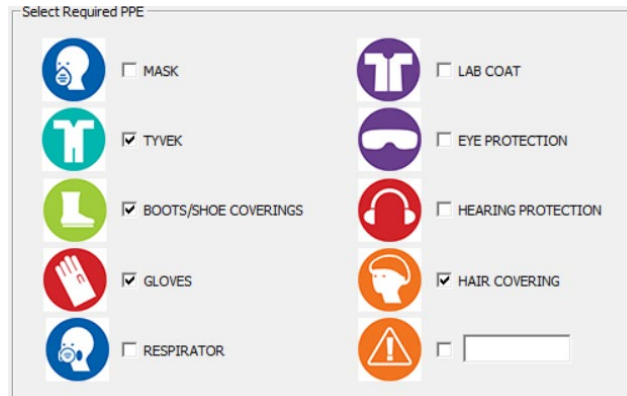 Select Required PPE
MASK
LAB COAT
TYVEK
EYE PROTECTION
BOOTS/SHOE COVERINGS
HEARING PROTECTION
GLOVES
HAIR COVERING
RESPIRATOR